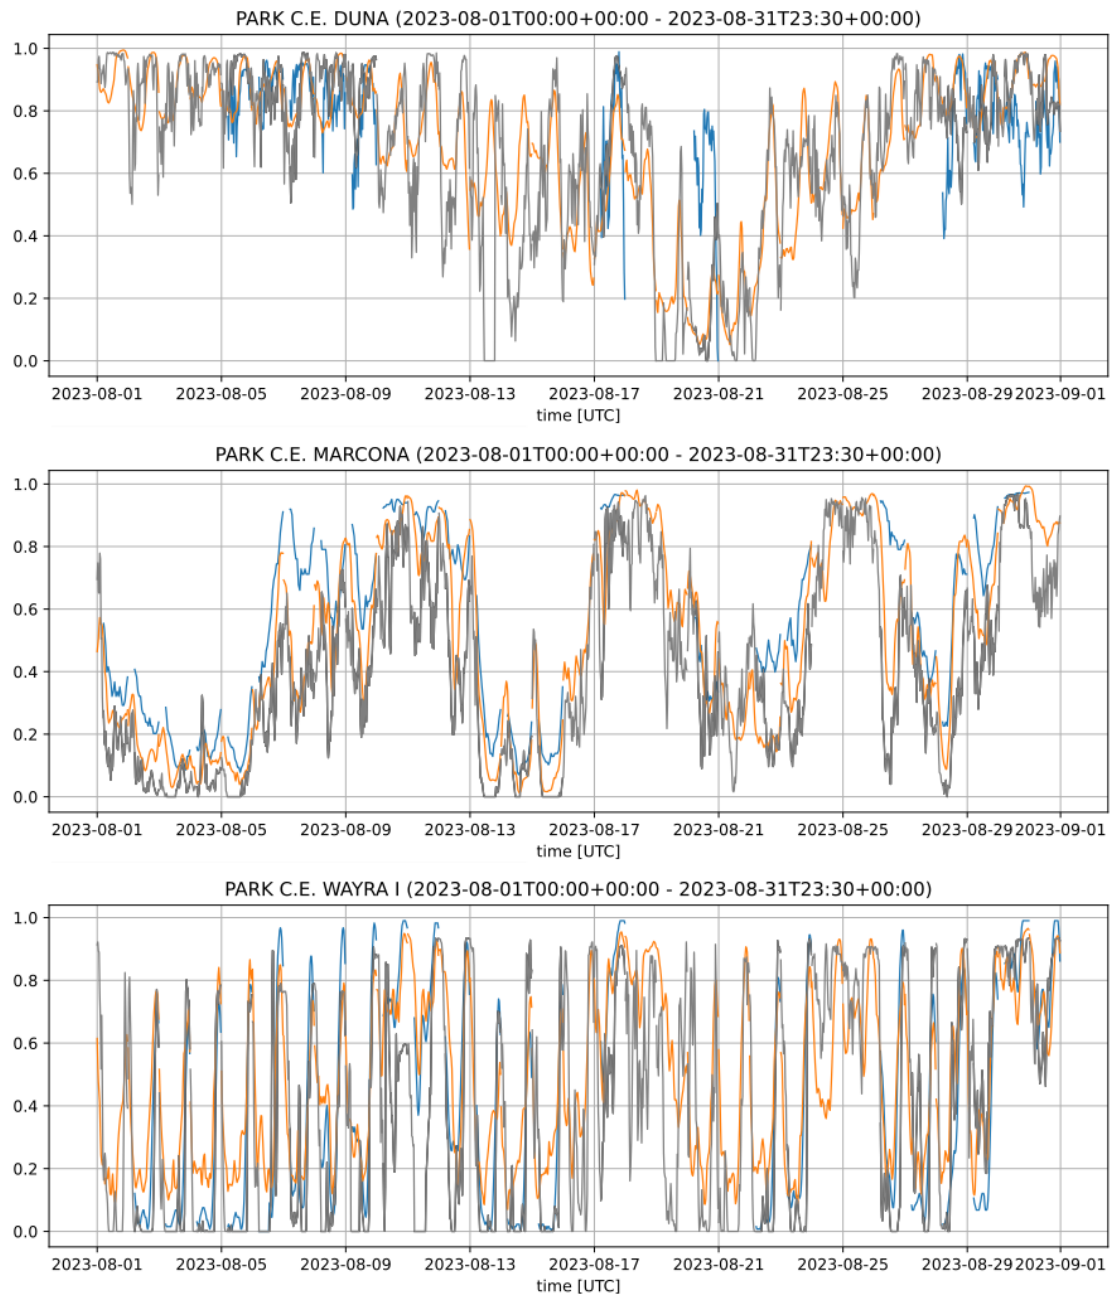 PARK C.E. DUNA (2023-08-01T00:00+00:00 - 2023-08-31T23:30+00:00)
1.0
0.8
0.6
0.4
0.2
0.0
2023-08-01 2023-08-05 2023-08-09 2023-08-13 2023-08-17 2023-08-21 2023-08-25 2023-08-29 2023-09-01
time [UTC]
PARK C.E. MARCONA (2023-08-01T00:00+00:00 - 2023-08-31T23:30+00:00)
1.0
0.8
0.6
0.4
0.2
0.0
2023-08-01 2023-08-05 2023-08-09 2023-08-13 2023-08-17 2023-08-21 2023-08-25 2023-08-29 2023-09-01
time [UTC]
PARK C.E. WAYRA I (2023-08-01T00:00+00:00 - 2023-08-31T23:30+00:00)
1.0
0.8
0.6
0.4
0.2
0.0
2023-08-01 2023-08-05 2023-08-09 2023-08-13 2023-08-17 2023-08-21 2023-08-25 2023-08-29 2023-09-01
time [UTC]